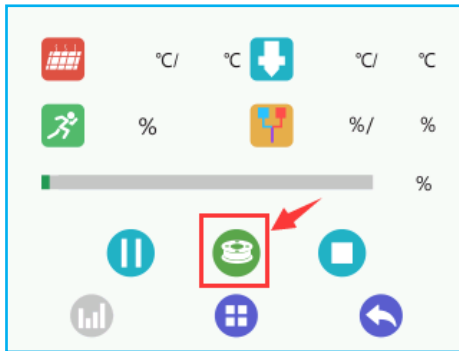 ℃/ ℃ ℃/ ℃
% %/ %
%